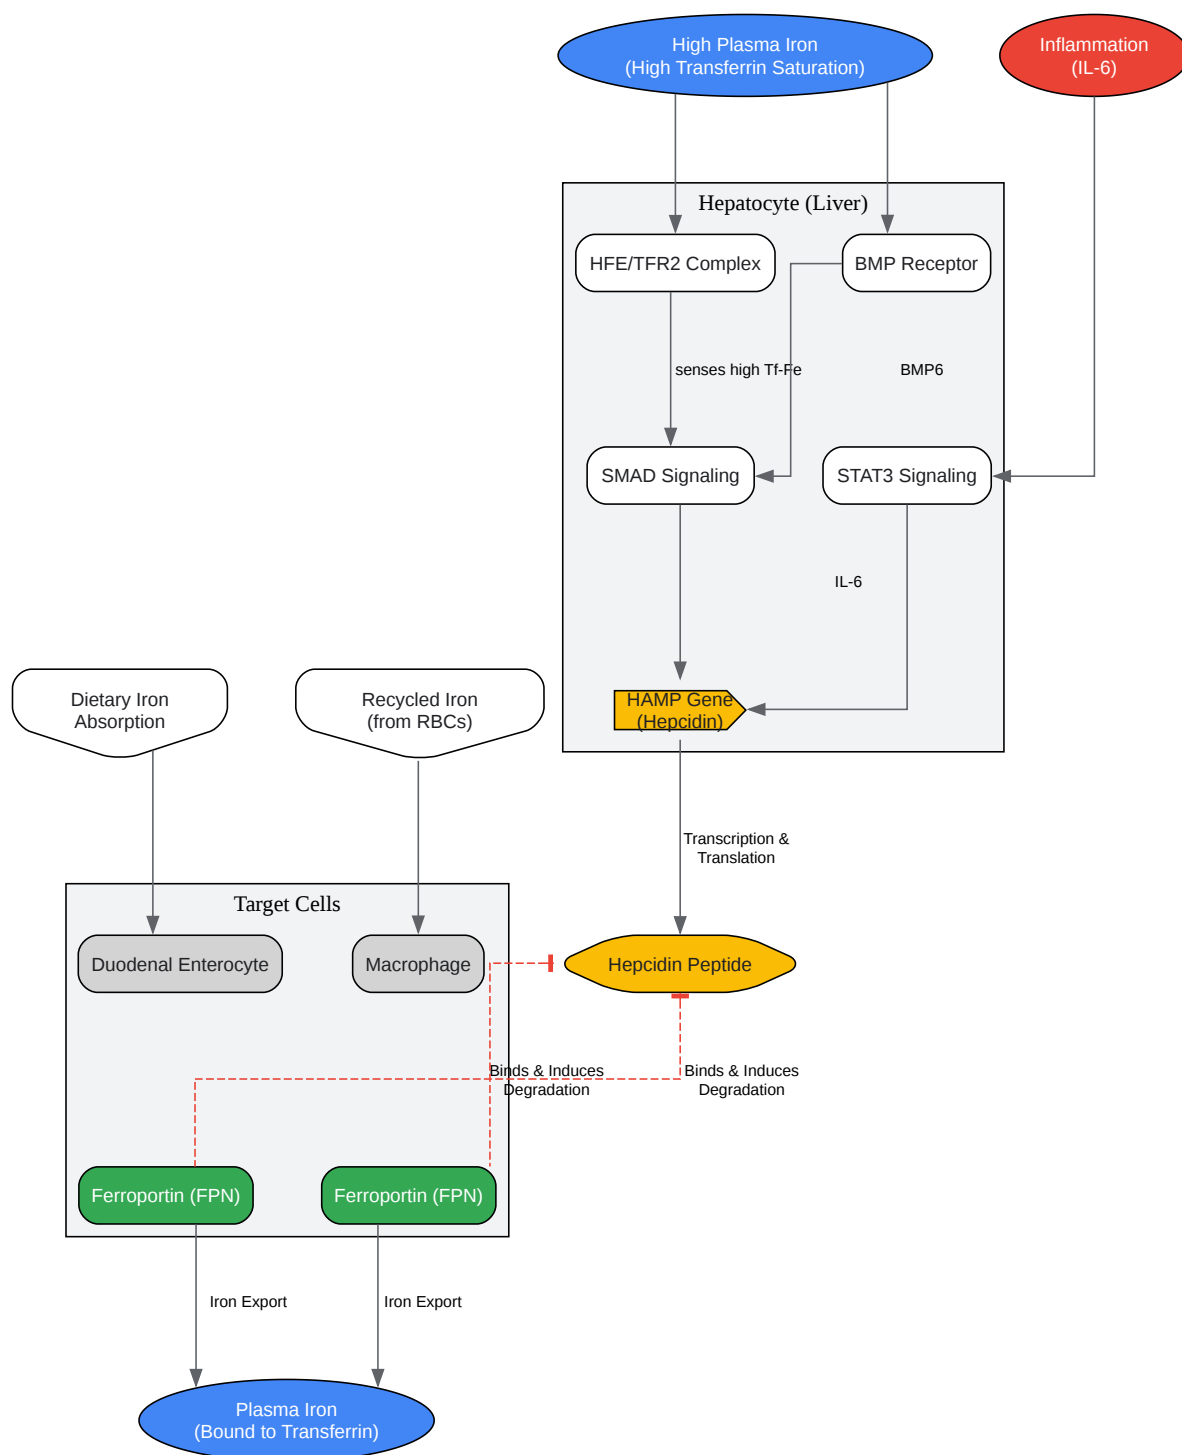 High Plasma Iron
(High Transferrin Saturation)
Inflammation
(IL-6)
Hepatocyte (Liver)
HFE/TFR2 Complex
BMP Receptor
senses high Tf-Fe
BMP6
SMAD Signaling
STAT3 Signaling
IL-6
Dietary Iron
Absorption
Recycled Iron
(from RBCs)
HAMP Gene
(Hepcidin)
Transcription &
Translation
Target Cells
Duodenal Enterocyte
Macrophage
Hepcidin Peptide
Binds & Induces
Degradation
Binds & Induces
Degradation
Ferroportin (FPN)
Ferroportin (FPN)
Iron Export
Iron Export
Plasma Iron
(Bound to Transferrin)